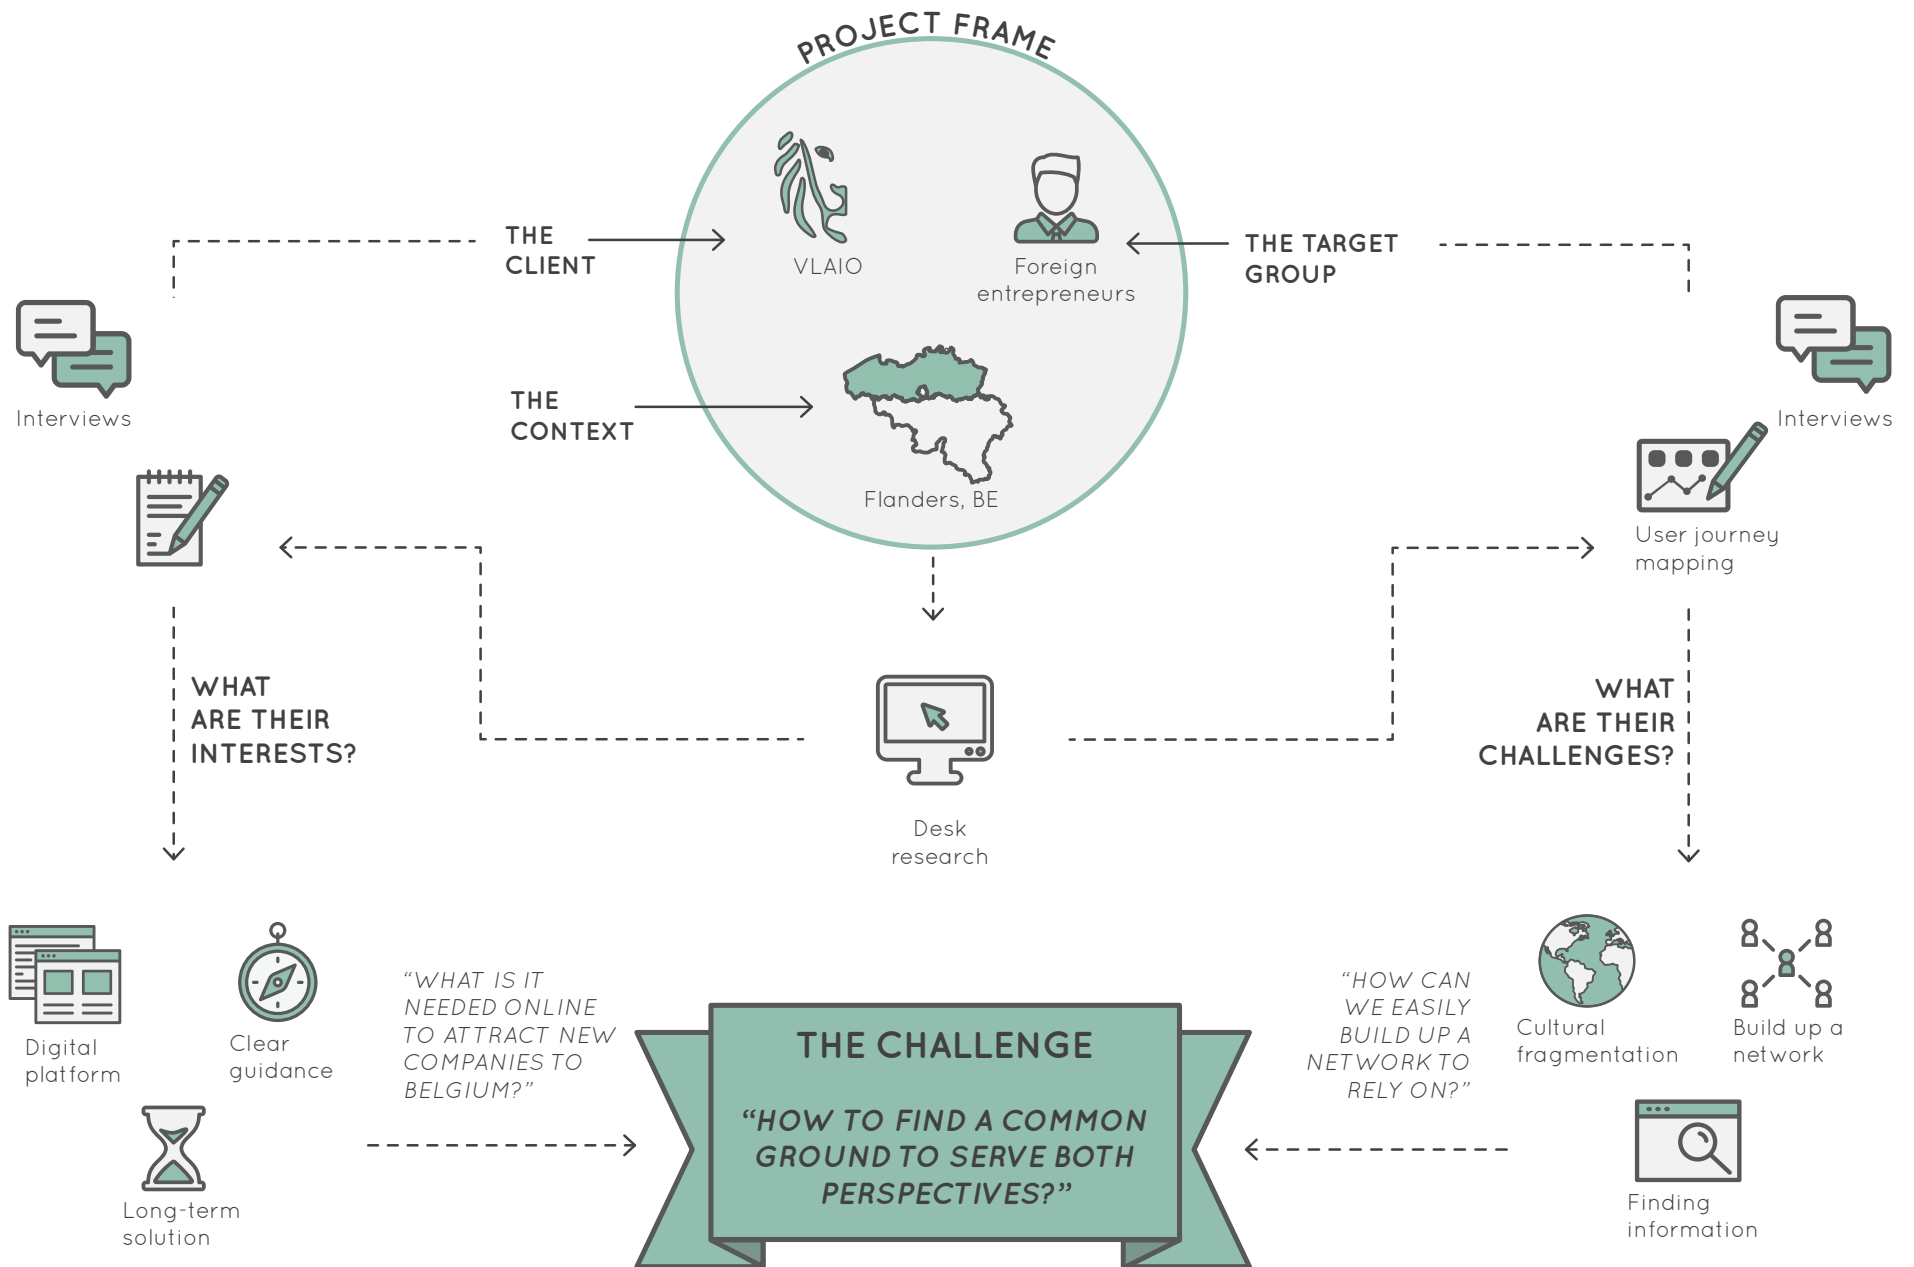 PROJECT FRAME
THE
CLIENT
VLAIO
Foreign
entrepreneurs
THE TARGET
GROUP
Interviews
THE
CONTEXT
Flanders, BE
Interviews
User journey
mapping
WHAT
ARE THEIR
INTERESTS?
WHAT
ARE THEIR
CHALLENGES?
Desk
research
Digital
platform
Clear
guidance
Long-term
solution
“WHAT IS IT
NEEDED ONLINE
TO ATTRACT NEW
COMPANIES TO
BELGIUM?”
THE CHALLENGE
“HOW TO FIND A COMMON
GROUND TO SERVE BOTH
PERSPECTIVES?”
“HOW CAN
WE EASILY
BUILD UP A
NETWORK TO
RELY ON?”
Cultural
fragmentation
Build up a
network
Finding
information